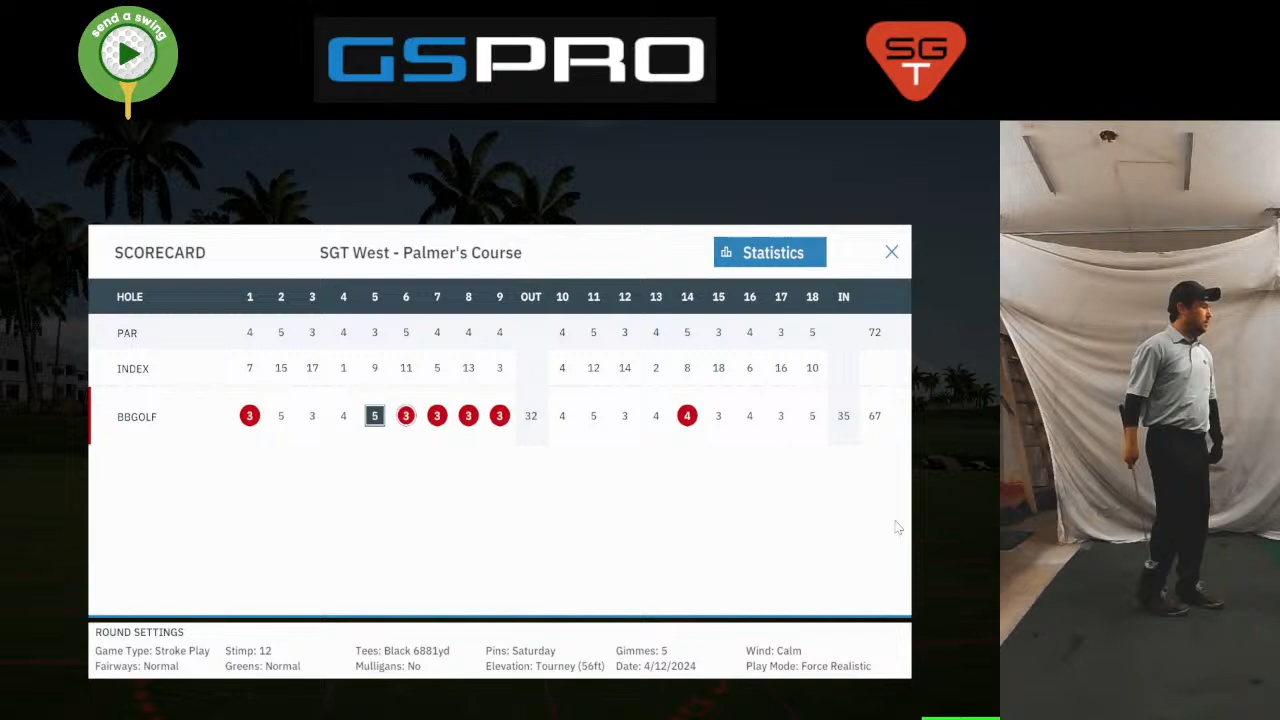 send a swing
GSPRO
SG
T
SCORECARD SGT West - Palmer's Course Statistics
HOLE 1 2 3 4 5 6 7 8 9 OUT 10 11 12 13 14 15 16 17 18 IN
PAR 4 5 3 4 3 5 4 4 4 4 5 3 4 5 3 4 3 5 72
INDEX 7 15 17 1 9 11 5 13 3 4 12 14 2 8 18 6 16 10
BBGOLF 3 5 3 4 5 3 3 3 3 32 4 5 3 4 4 3 4 3 5 35 67
ROUND SETTINGS
Game Type: Stroke Play Stimp: 12 Tees: Black 6881yd Pins: Saturday Gimmes: 5 Wind: Calm
Fairways: Normal Greens: Normal Mulligans: No Elevation: Tourney (56ft) Date: 4/12/2024 Play Mode: Force Realistic